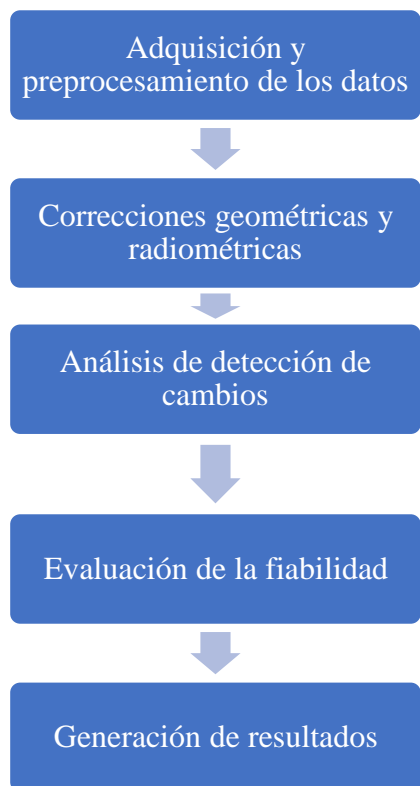 Adquisición y
preprocesamiento de los datos
Correcciones geométricas y
radiométricas
Análisis de detección de
cambios
Evaluación de la fiabilidad
Generación de resultados